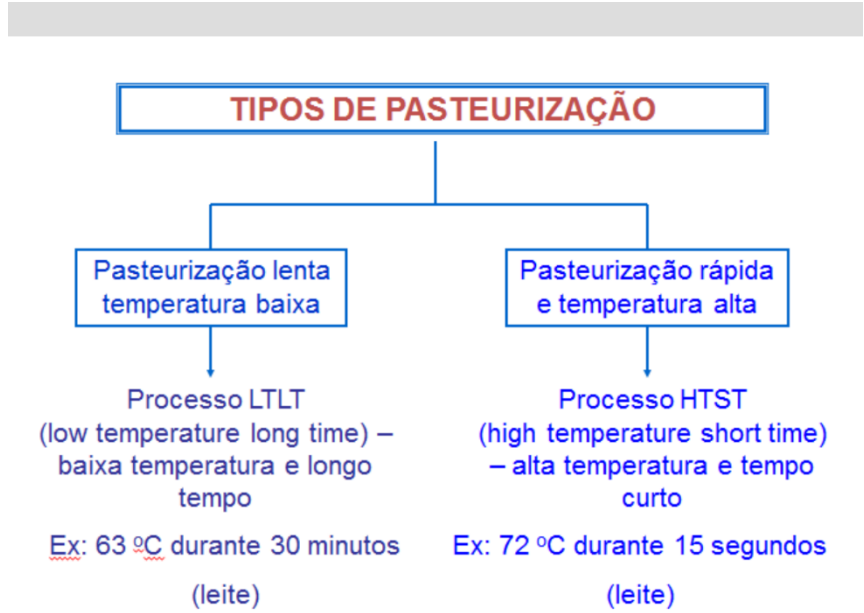 TIPOS DE PASTEURIZAÇÃO
Pasteurização lenta
temperatura baixa
Processo LTLT
(low temperature long time) –
baixa temperatura e longo
tempo
Ex: 63 ºC durante 30 minutos
(leite)
Pasteurização rápida
e temperatura alta
Processo HTST
(high temperature short time)
– alta temperatura e tempo
curto
Ex: 72 ºC durante 15 segundos
(leite)